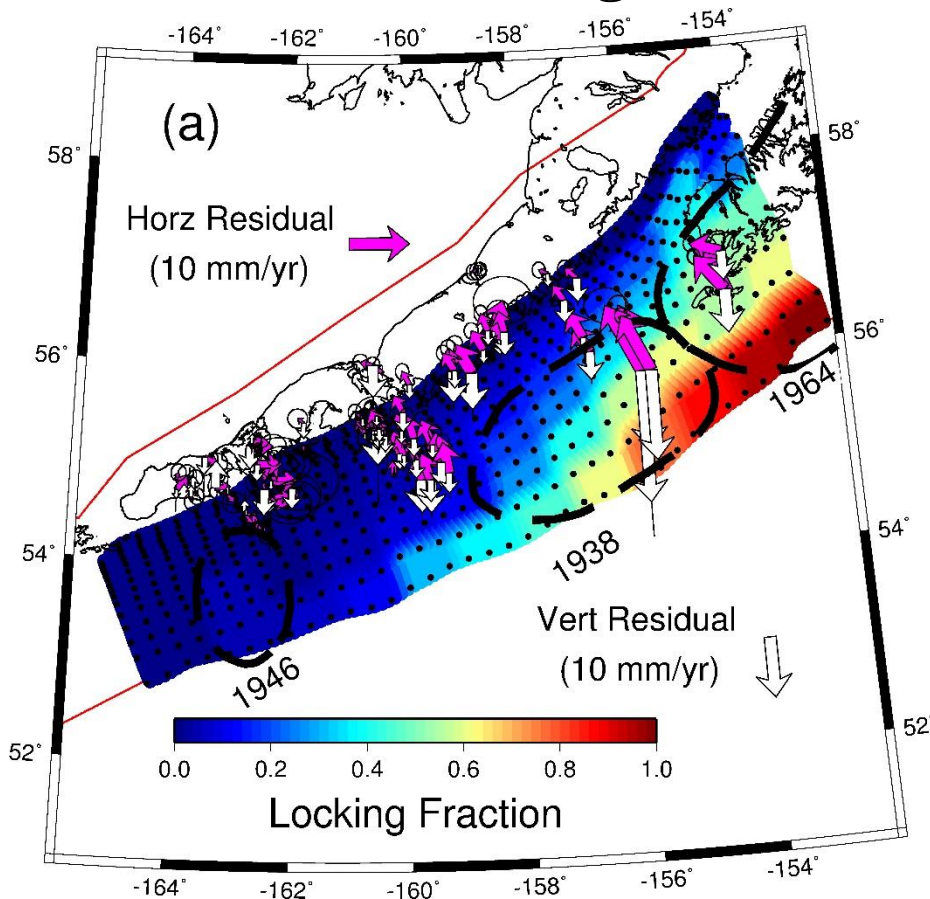 -164˚ -162˚ -160˚ -158˚ -156˚ -154˚
(a)
58˚ 58˚
Horz Residual
(10 mm/yr)
56˚ 56˚
1964
54˚ 54˚
1938
Vert Residual
(10 mm/yr)
1946
52˚ 52˚
0.0 0.2 0.4 0.6 0.8 1.0
Locking Fraction
-164˚ -162˚ -160˚ -158˚ -156˚ -154˚